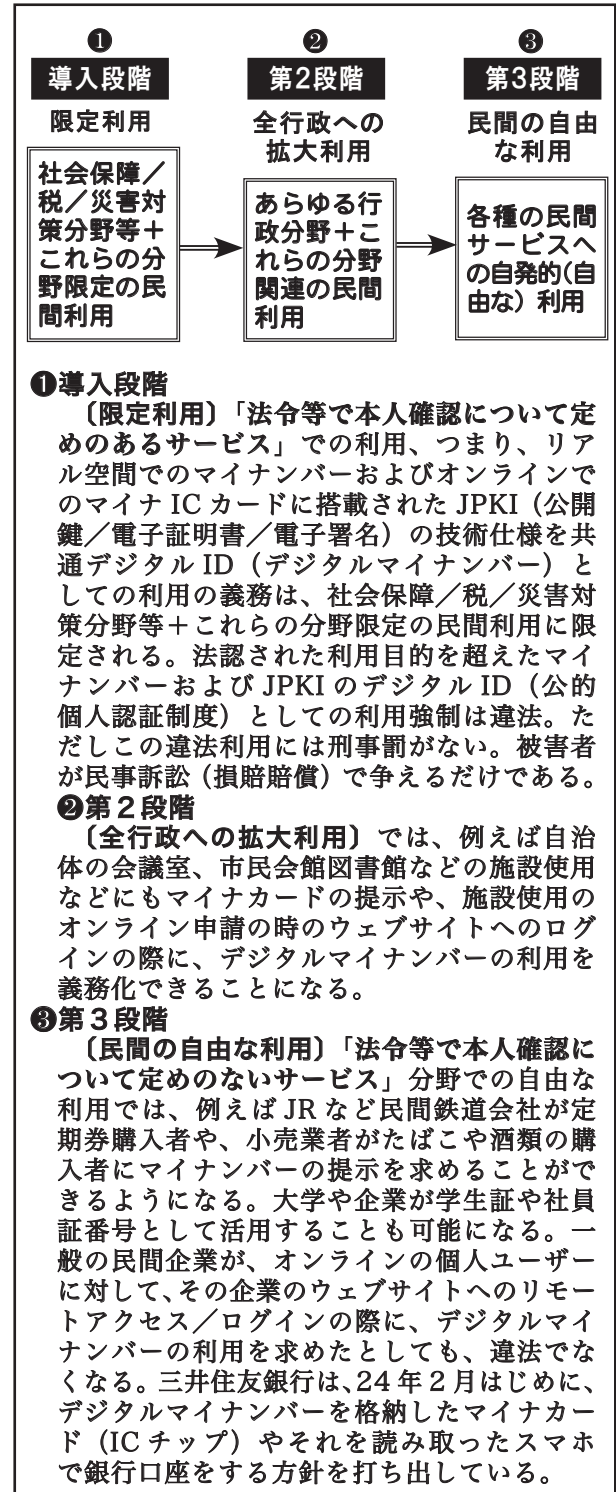 ❶
導入段階
限定利用
社会保障／
税／災害対
策分野等＋
これらの分
野限定の民
間利用
❷
第2段階
全行政への
拡大利用
あらゆる行
政分野＋こ
れらの分野
関連の民間
利用
❸
第3段階
民間の自由
な利用
各種の民間
サービスへ
の自発的(自
由な）利用
❶導入段階
〔限定利用〕「法令等で本人確認について定
めのあるサービス」での利用、つまり、リア
ル空間でのマイナンバーおよびオンラインで
のマイナ IC カードに搭載された JPKI（公開
鍵／電子証明書／電子署名）の技術仕様を共
通デジタル ID（デジタルマイナンバー）と
しての利用の義務は、社会保障／税／災害対
策分野等＋これらの分野限定の民間利用に限
定される。法認された利用目的を超えたマイ
ナンバーおよび JPKI のデジタル ID（公的
個人認証制度）としての利用強制は違法。た
だしこの違法利用には刑事罰がない。被害者
が民事訴訟（損賠賠償）で争えるだけである。
❷第２段階
〔全行政への拡大利用〕では、例えば自治
体の会議室、市民会館図書館などの施設使用
などにもマイナカードの提示や、施設使用の
オンライン申請の時のウェブサイトへのログ
インの際に、デジタルマイナンバーの利用を
義務化できることになる。
❸第３段階
〔民間の自由な利用〕「法令等で本人確認に
ついて定めのないサービス」分野での自由な
利用では、例えば JR など民間鉄道会社が定
期券購入者や、小売業者がたばこや酒類の購
入者にマイナンバーの提示を求めることがで
きるようになる。大学や企業が学生証や社員
証番号として活用することも可能になる。一
般の民間企業が、オンラインの個人ユーザー
に対して、その企業のウェブサイトへのリモー
トアクセス／ログインの際に、デジタルマイ
ナンバーの利用を求めたとしても、違法でな
くなる。三井住友銀行は、24 年２月はじめに、
デジタルマイナンバーを格納したマイナカー
ド（IC チップ）やそれを読み取ったスマホ
で銀行口座をする方針を打ち出している。